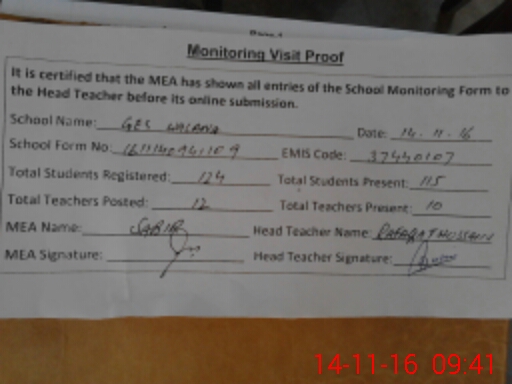 Monitoring Visit Proof
It is certified that the MEA has shown all entries of the School Monitoring Form to
the Head Teacher before its online submission.
School Name: GES Date: 14.11.16
School Form No: EMIS Code: 37440107
Total Students Registered: 124 Total Students Present: 115
Total Teachers Posted: 12 Total Teachers Present: 10
MEA Name: SABIR Head Teacher Name: HUSSAIN
MEA Signature: Head Teacher Signature:
14-11-16 09:41